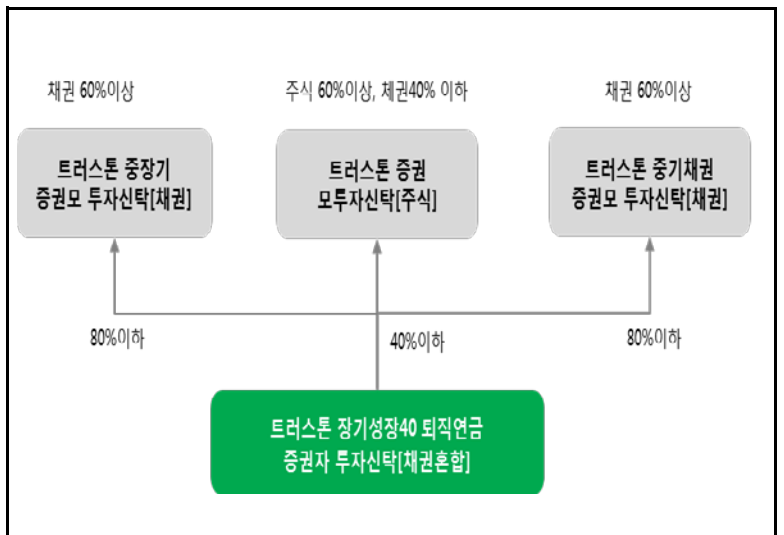 채권 60%이상
주식 60%이상, 체권40% 이하
채권 60%이상
트러스톤 중장기
증권모 투자신탁[채권]
트러스톤 증권
모투자신탁[주식]
트러스톤 중기채권
증권모 투자신탁[채권]
80%이하
40%이하
80%이하
트러스톤 장기성장40 퇴직연금
증권자 투자신탁[채권혼합]